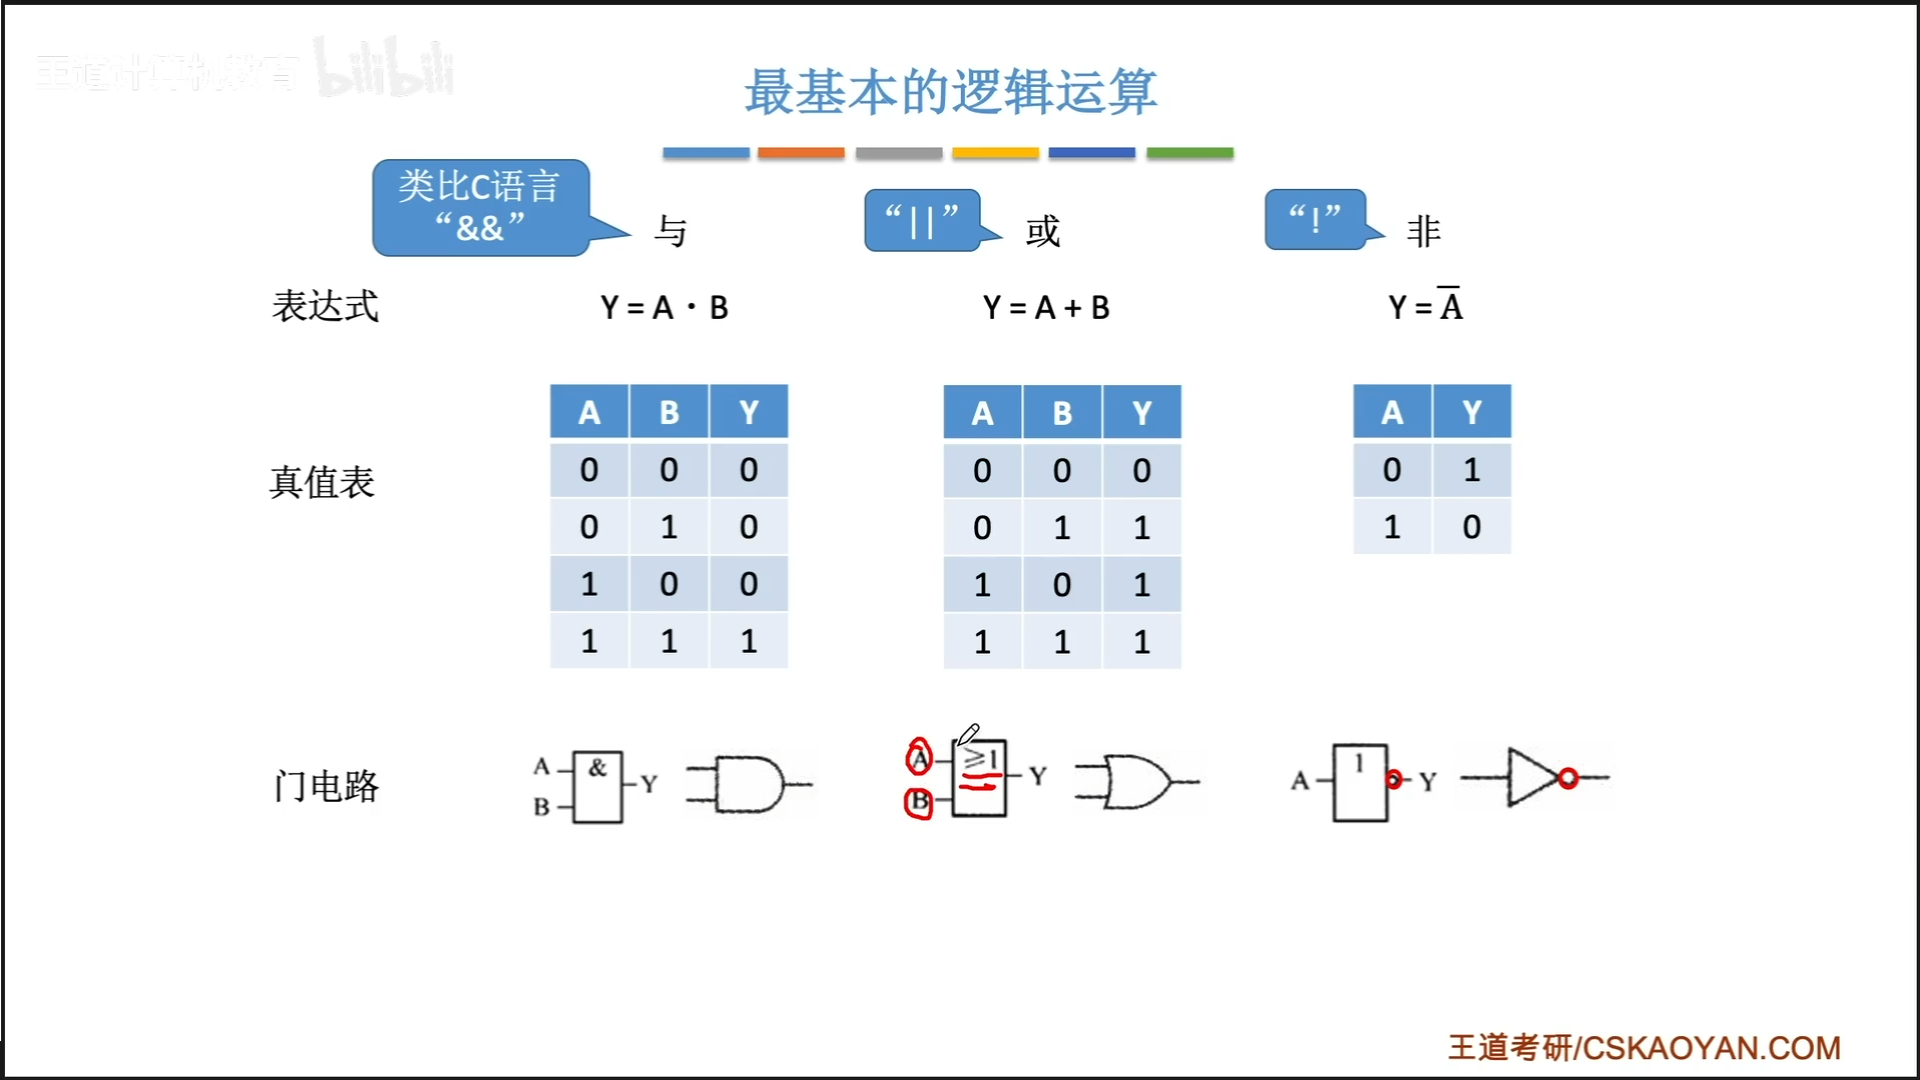 王道计算机教育 bilibili
最基本的逻辑运算
类比C语言
“&&”
与
“||”
或
“!”
非
表达式
Y = A · B
Y = A + B
Y = A̅
真值表
A B Y
0 0 0
0 1 0
1 0 0
1 1 1
A B Y
0 0 0
0 1 1
1 0 1
1 1 1
A Y
0 1
1 0
门电路
A
B
&
Y
A
B
≥1
Y
A
1
Y
王道考研/CSKAOYAN.COM